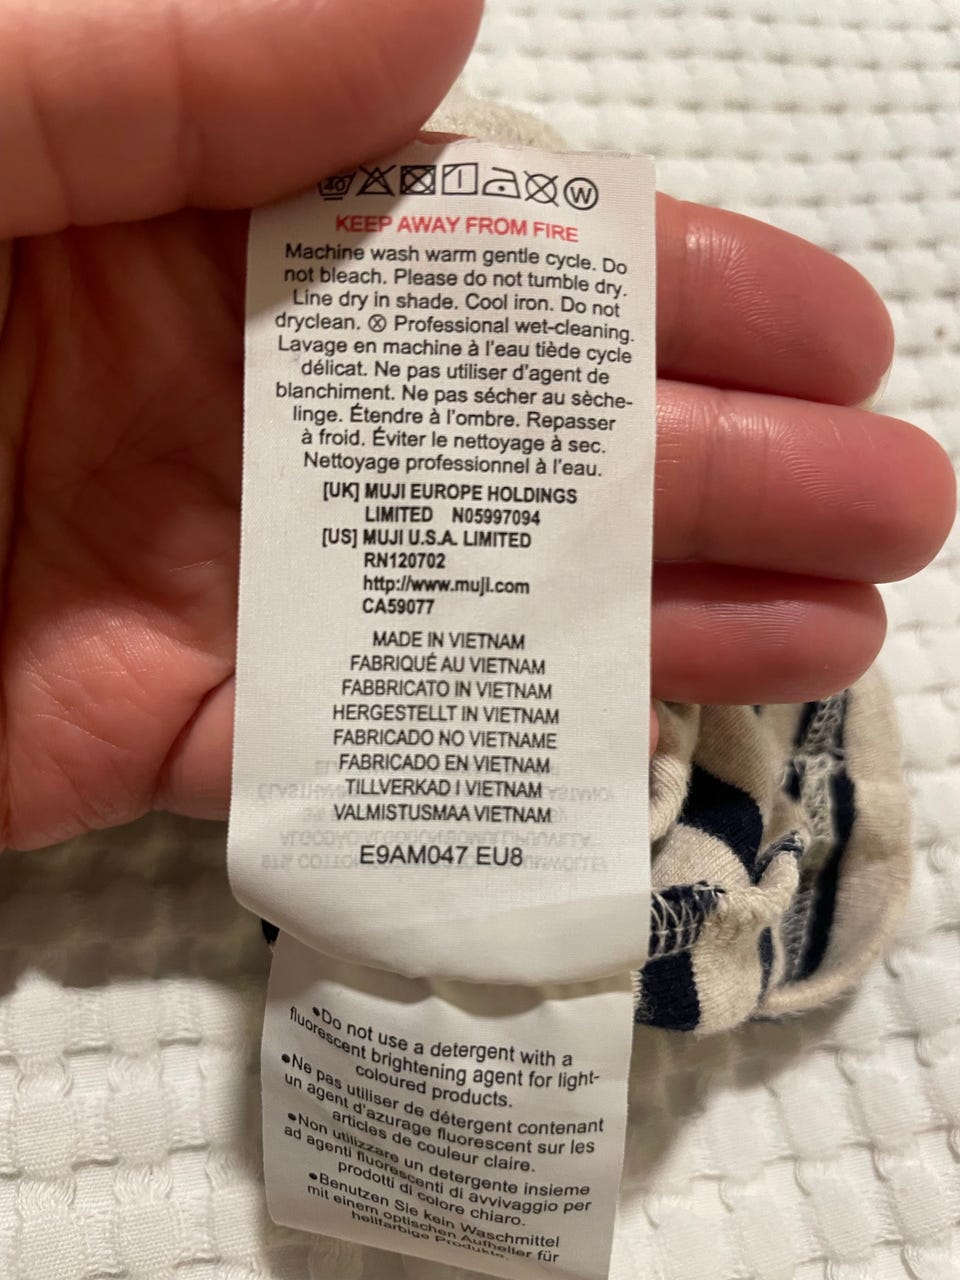 40 W
KEEP AWAY FROM FIRE
Machine wash warm gentle cycle. Do
not bleach. Please do not tumble dry.
Line dry in shade. Cool iron. Do not
dryclean. Ⓦ Professional wet-cleaning.
Lavage en machine à l'eau tiède cycle
délicat. Ne pas utiliser d'agent de
blanchiment. Ne pas sécher au sèche-
linge. Étendre à l'ombre. Repasser
à froid. Éviter le nettoyage à sec.
Nettoyage professionnel à l'eau.
[UK] MUJI EUROPE HOLDINGS
LIMITED N05997094
[US] MUJI U.S.A. LIMITED
RN120702
http://www.muji.com
CA59077
MADE IN VIETNAM
FABRIQUÉ AU VIETNAM
FABBRICATO IN VIETNAM
HERGESTELLT IN VIETNAM
FABRICADO NO VIETNAME
FABRICADO EN VIETNAM
TILLVERKAD I VIETNAM
VALMISTUSMAA VIETNAM
E9AM047 EU8
•Do not use a detergent with a
fluorescent brightening agent for light-
coloured products.
•Ne pas utiliser de détergent contenant
un agent d'azurage fluorescent sur les
articles de couleur claire.
•Non utilizzare un detergente insieme
ad agenti fluorescenti di avvivaggio per
prodotti di colore chiaro.
•Benutzen Sie kein Waschmittel
mit einem optischen Aufheller für
hellfarbige Produkte.